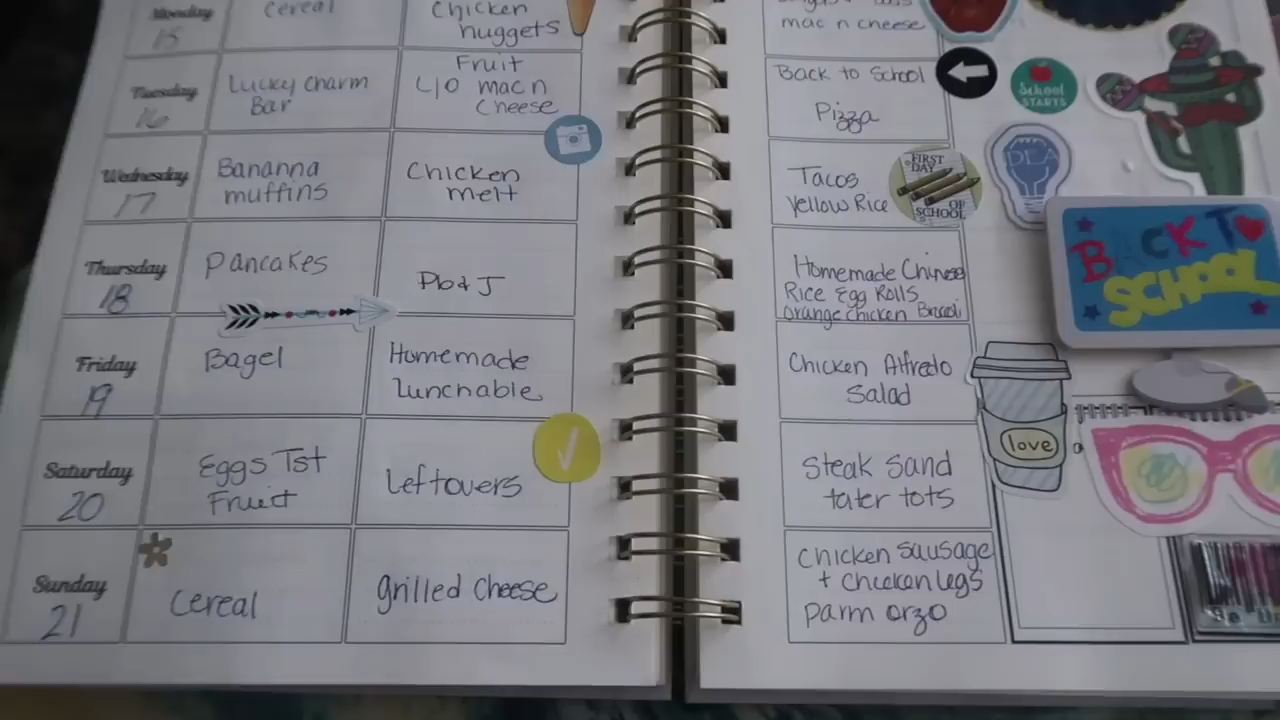 Monday
15
Cereal
Chicken
nuggets
mac n cheese
Tuesday
16
Lucky Charm
Bar
Fruit
L/O mac n
Cheese
Back to School
Pizza
School
STARTS
Wednesday
17
Bananna
muffins
Chicken
melt
Tacos
Yellow Rice
FIRST
DAY
OF
SCHOOL
IDEA
BACK TO
SCHOOL
Thursday
18
Pancakes
Pb & J
Homemade Chinese
Rice Egg Rolls
orange chicken Brocoli
Friday
19
Bagel
Homemade
Lunchable
Chicken Alfredo
Salad
love
Saturday
20
Eggs Tst
Fruit
Leftovers
Steak Sand
tater tots
Sunday
21
Cereal
grilled Cheese
Chicken Sausage
+ chicken legs
parm orzo
Be